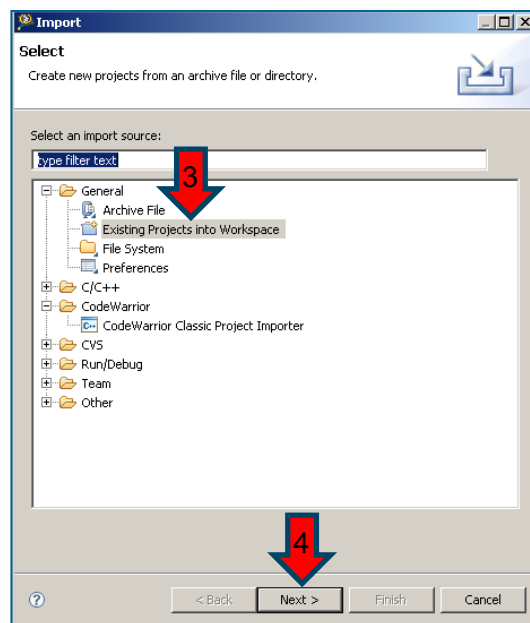 Import
Select
Create new projects from an archive file or directory.
Select an import source:
type filter text
3
General
Archive File
Existing Projects into Workspace
File System
Preferences
C/C++
CodeWarrior
C++ CodeWarrior Classic Project Importer
CVS
Run/Debug
Team
Other
4
? < Back Next > Finish Cancel